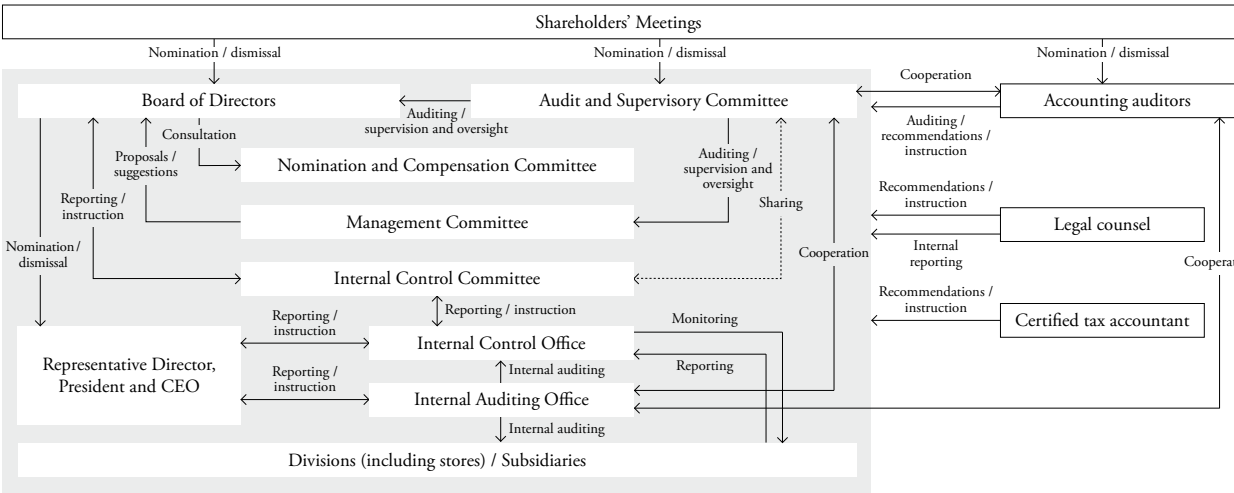 Shareholders' Meetings
Nomination / dismissal
Nomination / dismissal
Nomination / dismissal
Board of Directors
Auditing /
supervision and oversight
Audit and Supervisory Committee
Cooperation
Accounting auditors
Auditing /
recommendations /
instruction
Consultation
Proposals /
suggestions
Nomination and Compensation Committee
Auditing /
supervision and
oversight
Reporting /
instruction
Management Committee
Sharing
Recommendations /
instruction
Legal counsel
Internal
reporting
Nomination /
dismissal
Internal Control Committee
Cooperation
Reporting / instruction
Recommendations /
instruction
Certified tax accountant
Representative Director,
President and CEO
Reporting /
instruction
Internal Control Office
Monitoring
Reporting
Internal auditing
Reporting /
instruction
Internal Auditing Office
Internal auditing
Divisions (including stores) / Subsidiaries